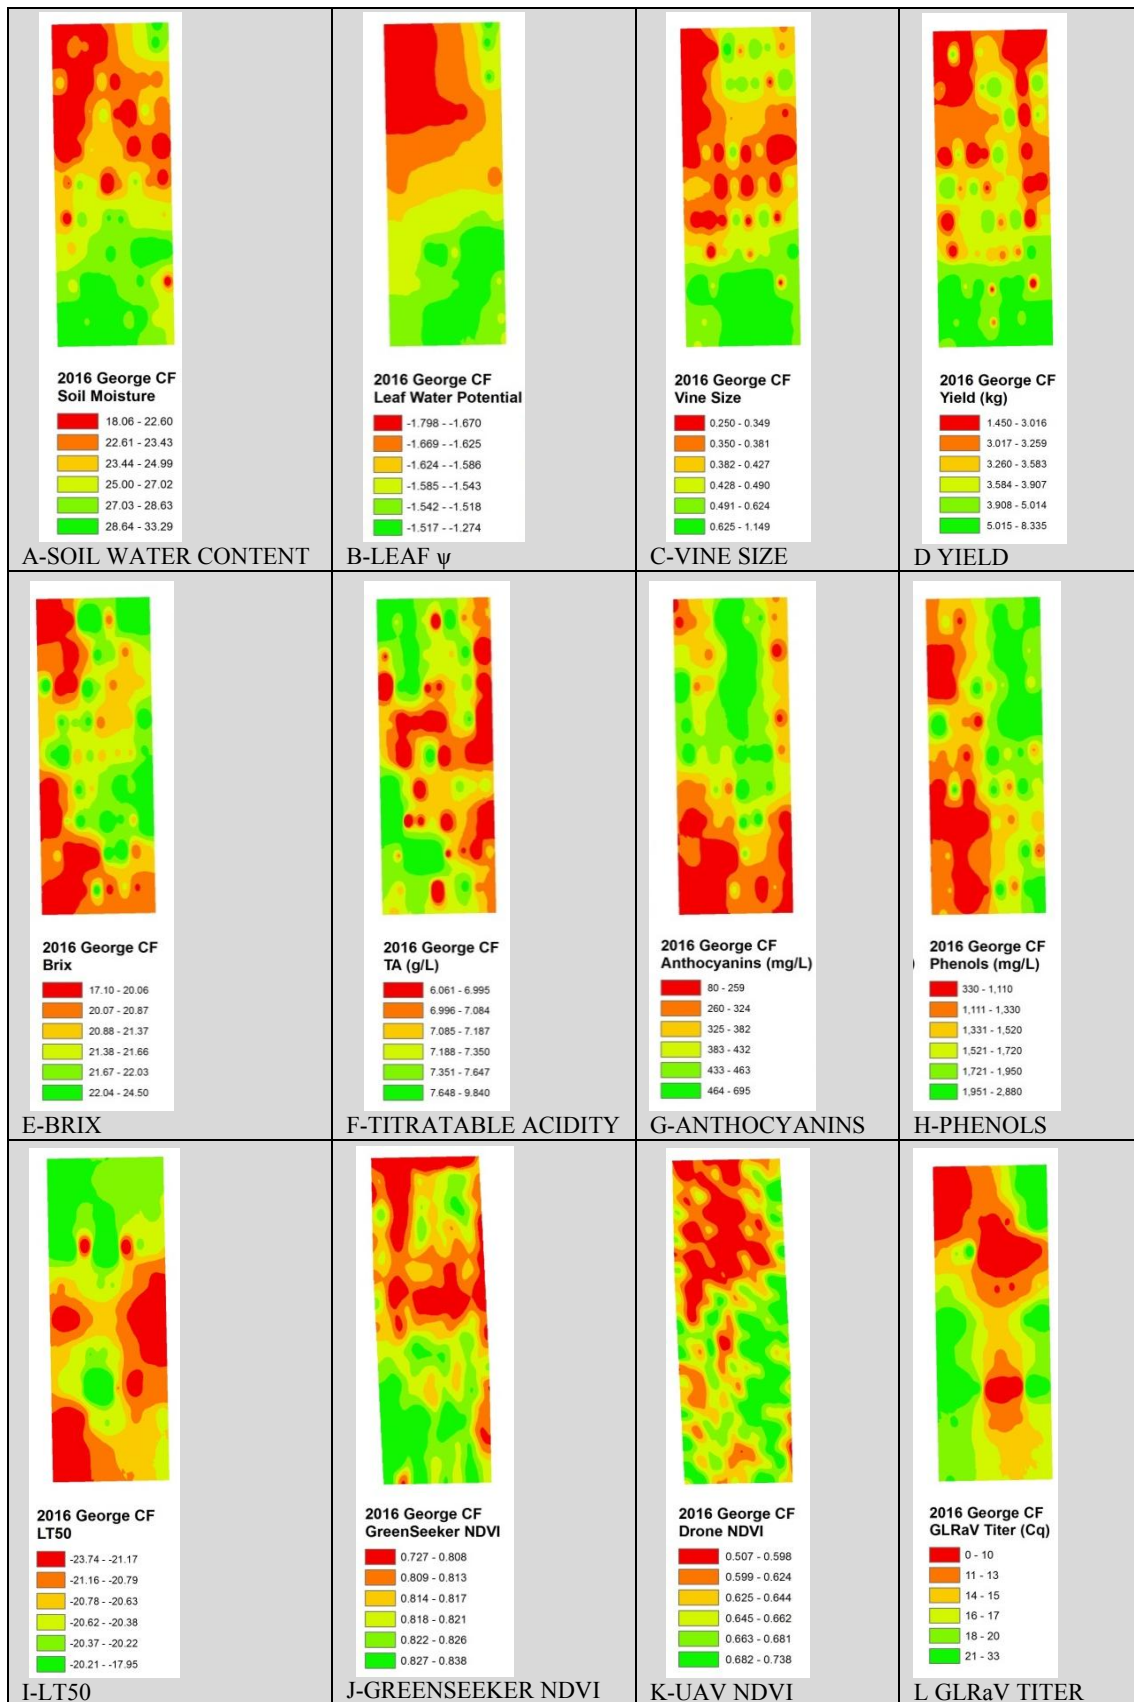 2016 George CF
Soil Moisture
18.06 - 22.60
22.61 - 23.43
23.44 - 24.99
25.00 - 27.02
27.03 - 28.63
28.64 - 33.29
A-SOIL WATER CONTENT
2016 George CF
Leaf Water Potential
-1.798 - -1.670
-1.669 - -1.625
-1.624 - -1.586
-1.585 - -1.543
-1.542 - -1.518
-1.517 - -1.274
B-LEAF ψ
2016 George CF
Vine Size
0.250 - 0.349
0.350 - 0.381
0.382 - 0.427
0.428 - 0.490
0.491 - 0.624
0.625 - 1.149
C-VINE SIZE
2016 George CF
Yield (kg)
1.450 - 3.016
3.017 - 3.259
3.260 - 3.583
3.584 - 3.907
3.908 - 5.014
5.015 - 8.335
D YIELD
2016 George CF
Brix
17.10 - 20.06
20.07 - 20.87
20.88 - 21.37
21.38 - 21.66
21.67 - 22.03
22.04 - 24.50
E-BRIX
2016 George CF
TA (g/L)
6.061 - 6.995
6.996 - 7.084
7.085 - 7.187
7.188 - 7.350
7.351 - 7.647
7.648 - 9.840
F-TITRATABLE ACIDITY
2016 George CF
Anthocyanins (mg/L)
80 - 259
260 - 324
325 - 382
383 - 432
433 - 463
464 - 695
G-ANTHOCYANINS
)
2016 George CF
Phenols (mg/L)
330 - 1,110
1,111 - 1,330
1,331 - 1,520
1,521 - 1,720
1,721 - 1,950
1,951 - 2,880
H-PHENOLS
2016 George CF
LT50
-23.74 - -21.17
-21.16 - -20.79
-20.78 - -20.63
-20.62 - -20.38
-20.37 - -20.22
-20.21 - -17.95
I-LT50
2016 George CF
GreenSeeker NDVI
0.727 - 0.808
0.809 - 0.813
0.814 - 0.817
0.818 - 0.821
0.822 - 0.826
0.827 - 0.838
J-GREENSEEKER NDVI
2016 George CF
Drone NDVI
0.507 - 0.598
0.599 - 0.624
0.625 - 0.644
0.645 - 0.662
0.663 - 0.681
0.682 - 0.738
K-UAV NDVI
2016 George CF
GLRaV Titer (Cq)
0 - 10
11 - 13
14 - 15
16 - 17
18 - 20
21 - 33
L GLRaV TITER